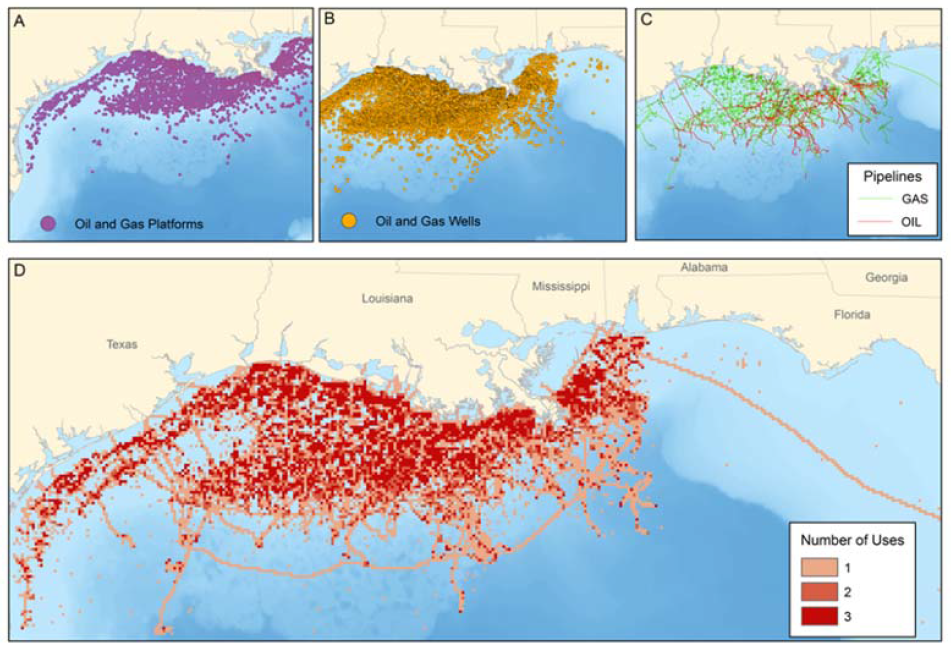 A
Oil and Gas Platforms
B
Oil and Gas Wells
C
Pipelines
GAS
OIL
D
Texas
Louisiana
Mississippi
Alabama
Georgia
Florida
Number of Uses
1
2
3